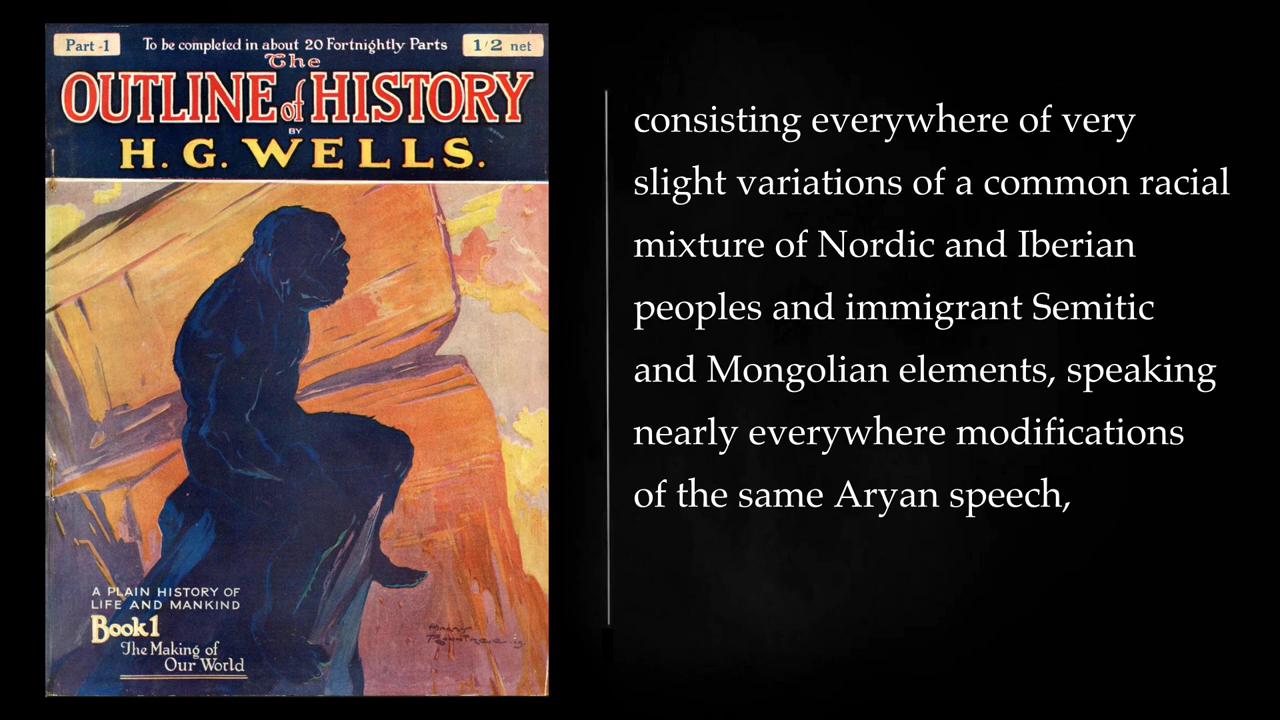 Part -1
To be completed in about 20 Fortnightly Parts
1/2 net
The
OUTLINE of HISTORY
BY
H. G. WELLS.
A PLAIN HISTORY OF
LIFE AND MANKIND
Book 1
The Making of
Our World
consisting everywhere of very
slight variations of a common racial
mixture of Nordic and Iberian
peoples and immigrant Semitic
and Mongolian elements, speaking
nearly everywhere modifications
of the same Aryan speech,